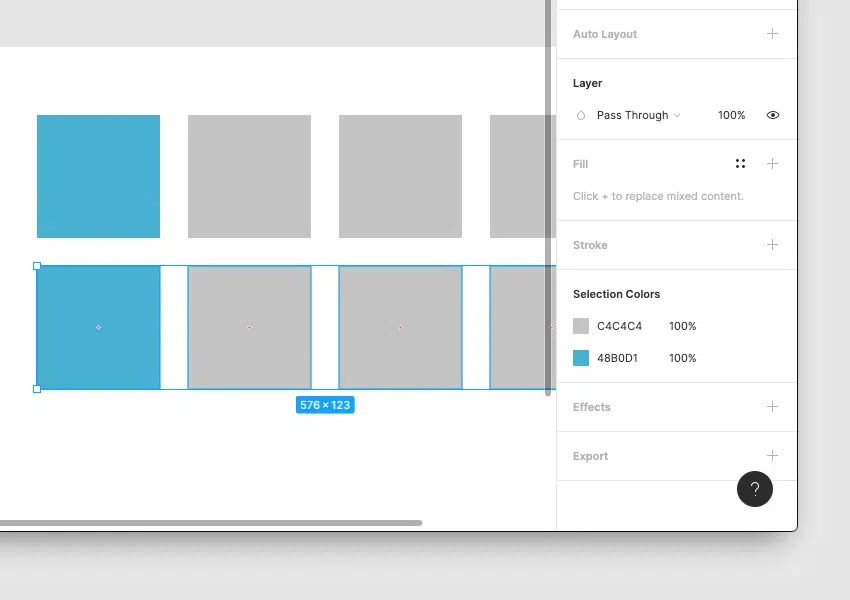 Auto Layout
Layer
Pass Through 100%
Fill
Click + to replace mixed content.
Stroke
Selection Colors
C4C4C4 100%
48B0D1 100%
576 × 123
Effects
Export
?